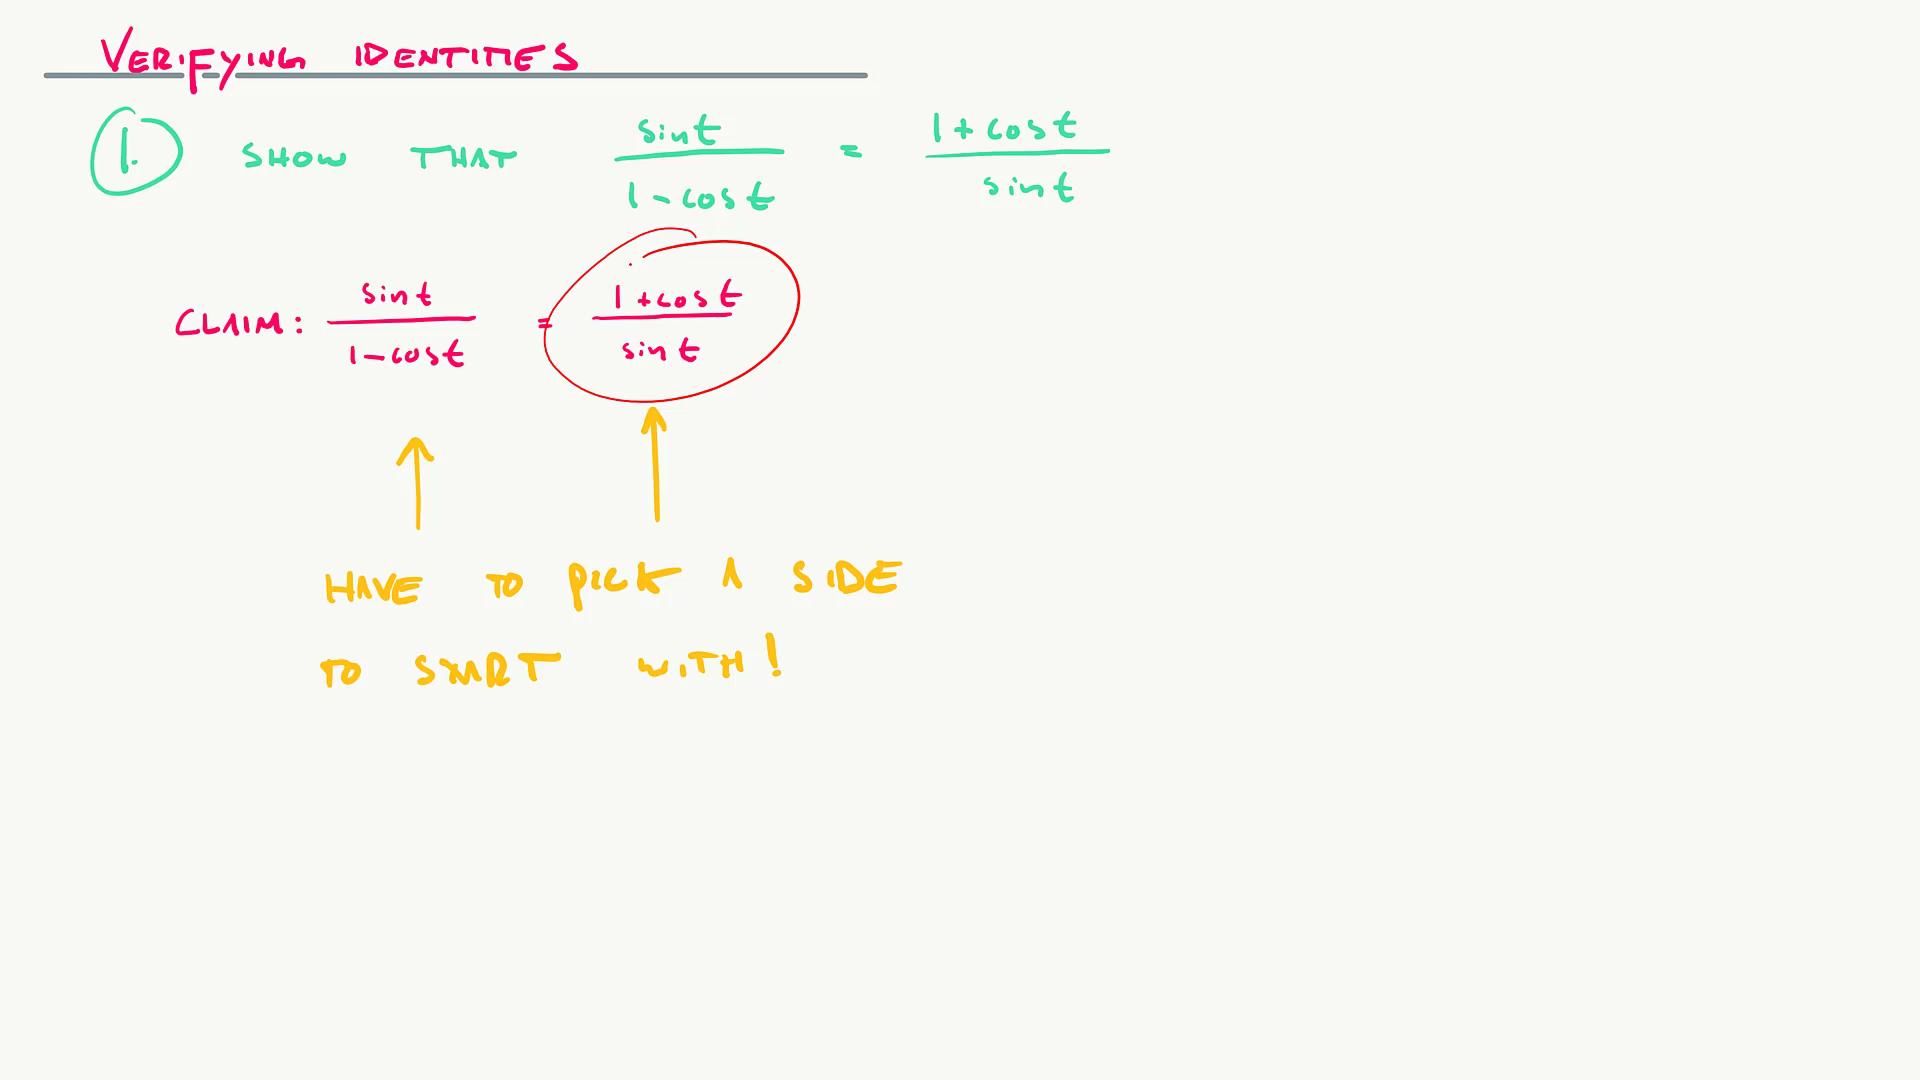 VERIFYING IDENTITIES
1. SHOW THAT sin t / 1 - cos t = 1 + cos t / sin t
CLAIM: sin t / 1 - cos t = 1 + cos t / sin t
HAVE TO PICK A SIDE
TO START WITH!